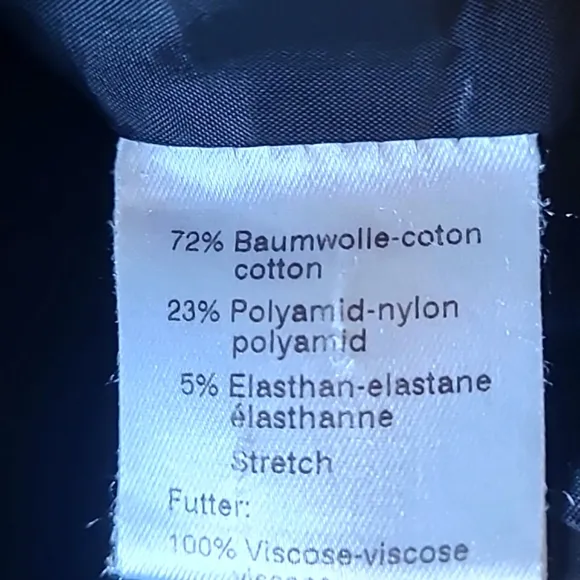 72% Baumwolle-coton
cotton
23% Polyamid-nylon
polyamid
5% Elasthan-elastane
élasthanne
Stretch
Futter:
100% Viscose-viscose